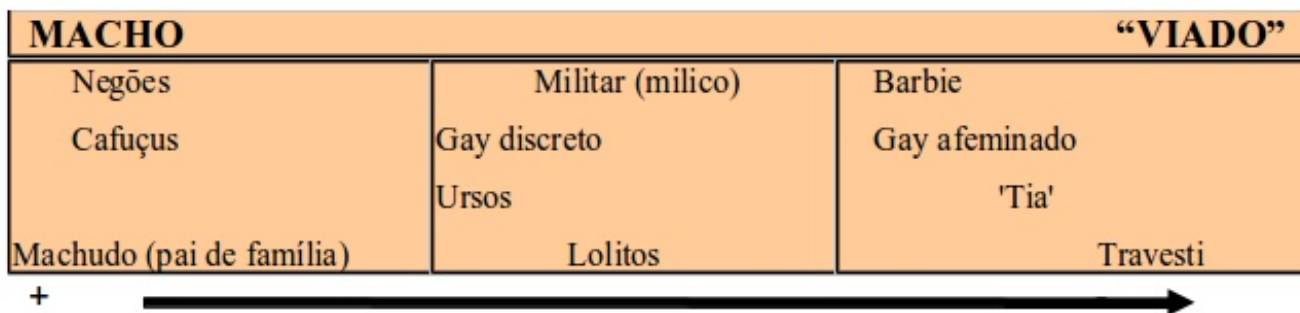 MACHO “VIADO”
Negões Militar (milico) Barbie
Cafuçus Gay discreto Gay afeminado
Ursos 'Tia'
Machudo (pai de família) Lolitos Travesti
+